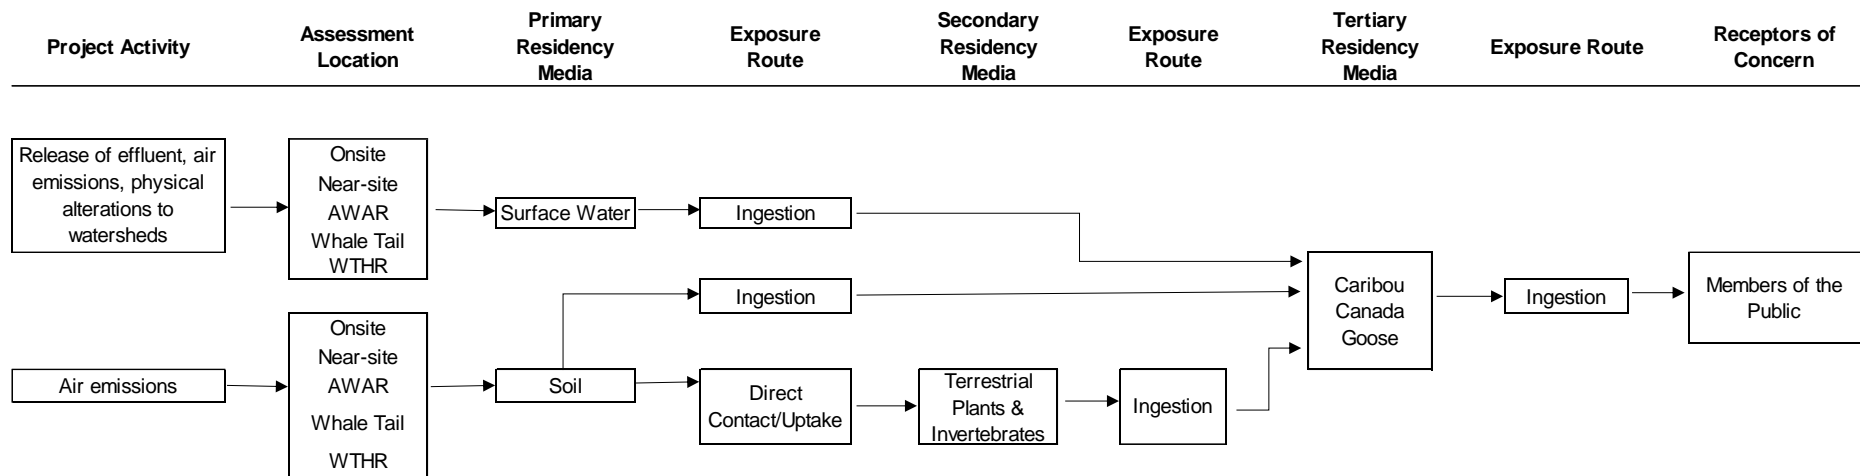 Project Activity
Assessment
Location
Primary
Residency
Media
Exposure
Route
Secondary
Residency
Media
Exposure
Route
Tertiary
Residency
Media
Exposure Route
Receptors of
Concern
Release of effluent, air
emissions, physical
alterations to
watersheds
Onsite
Near-site
AWAR
Whale Tail
WTHR
Surface Water
Ingestion
Ingestion
Caribou
Canada
Goose
Ingestion
Members of the
Public
Air emissions
Onsite
Near-site
AWAR
Whale Tail
WTHR
Soil
Direct
Contact/Uptake
Terrestrial
Plants &
Invertebrates
Ingestion